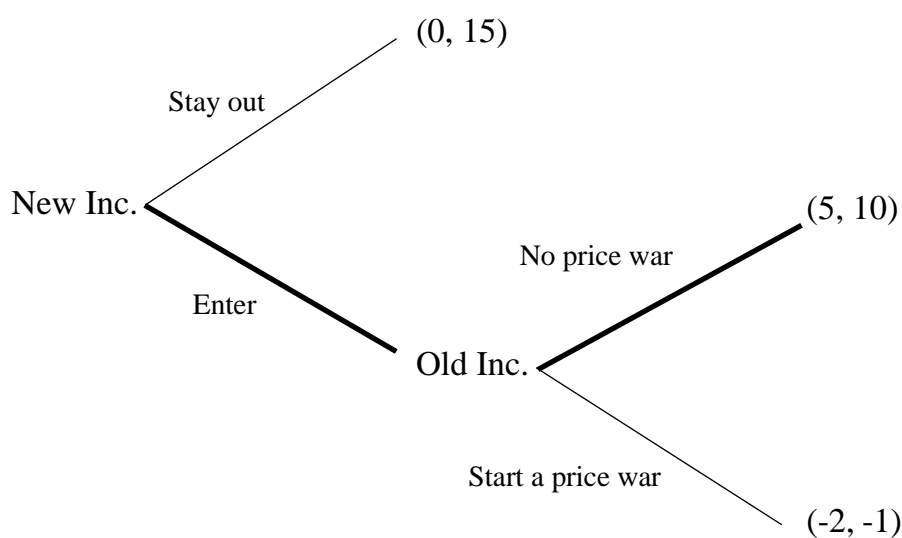 (0, 15)
Stay out
New Inc.
(5, 10)
No price war
Enter
Old Inc.
Start a price war
(-2, -1)